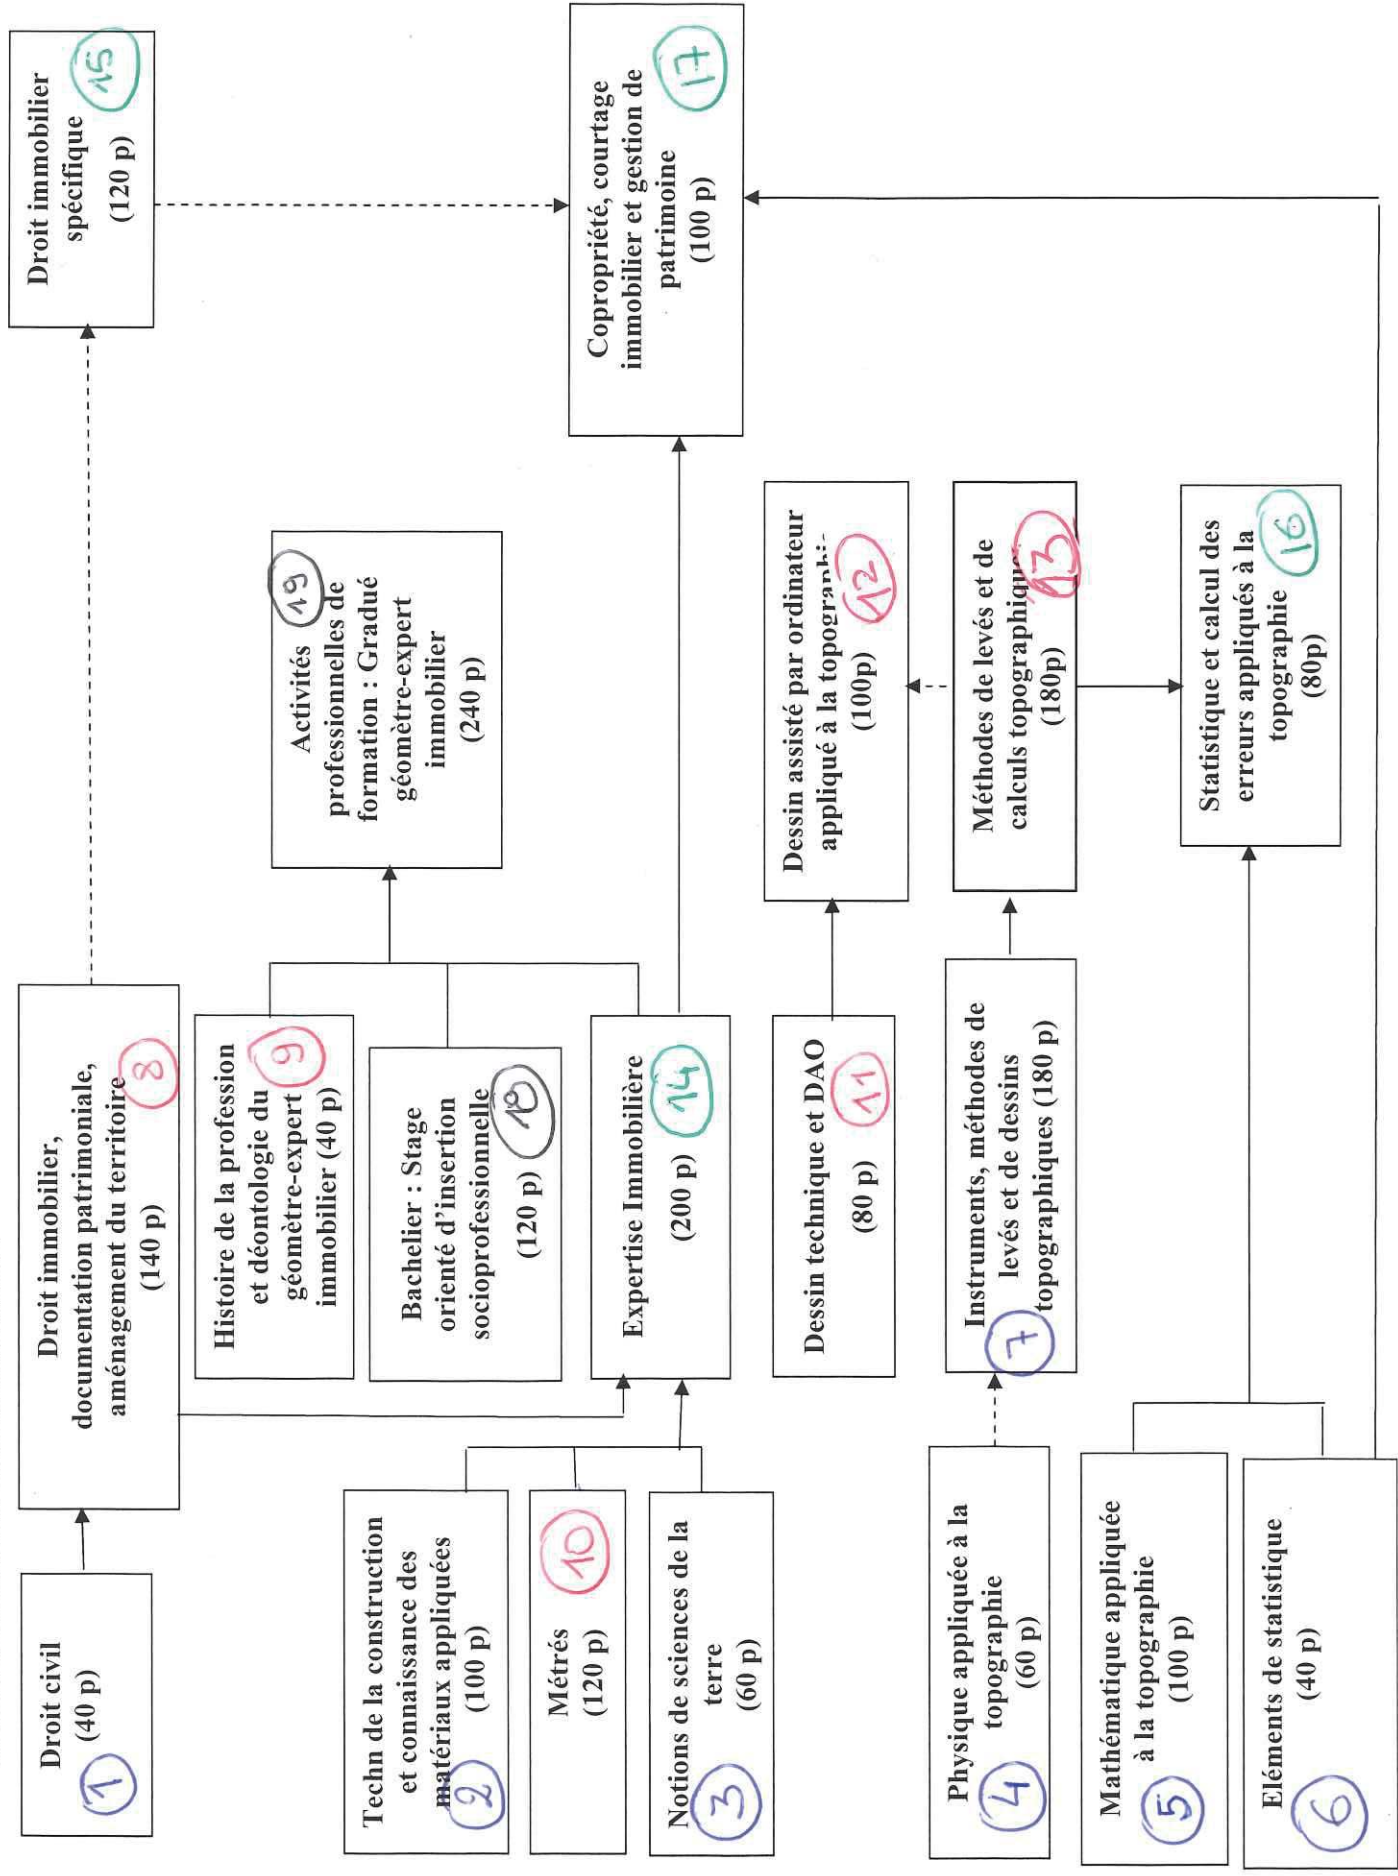 Droit civil
(40 p)
1
Droit immobilier,
documentation patrimoniale,
aménagement du territoire
(140 p)
8
Droit immobilier
spécifique
(120 p)
15
Histoire de la profession
et déontologie du
géomètre-expert
immobilier (40 p)
9
Activités
professionnelles de
formation : Gradué
géomètre-expert
immobilier
(240 p)
19
Techn de la construction
et connaissance des
matériaux appliquées
(100 p)
2
Bachelier : Stage
orienté d’insertion
socioprofessionnelle
(120 p)
18
Métrés
(120 p)
10
Expertise Immobilière
(200 p)
14
Copropriété, courtage
immobilier et gestion de
patrimoine
(100 p)
17
Notions de sciences de la
terre
(60 p)
3
Dessin technique et DAO
(80 p)
11
Dessin assisté par ordinateur
appliqué à la
(100p)
12
Physique appliquée à la
topographie
(60 p)
4
Instruments, méthodes de
levés et de dessins
topographiques (180 p)
7
Méthodes de levés et de
calculs topographique
(180p)
13
Mathématique appliquée
à la topographie
(100 p)
5
Statistique et calcul des
erreurs appliqués à la
topographie
(80p)
16
Eléments de statistique
(40 p)
6